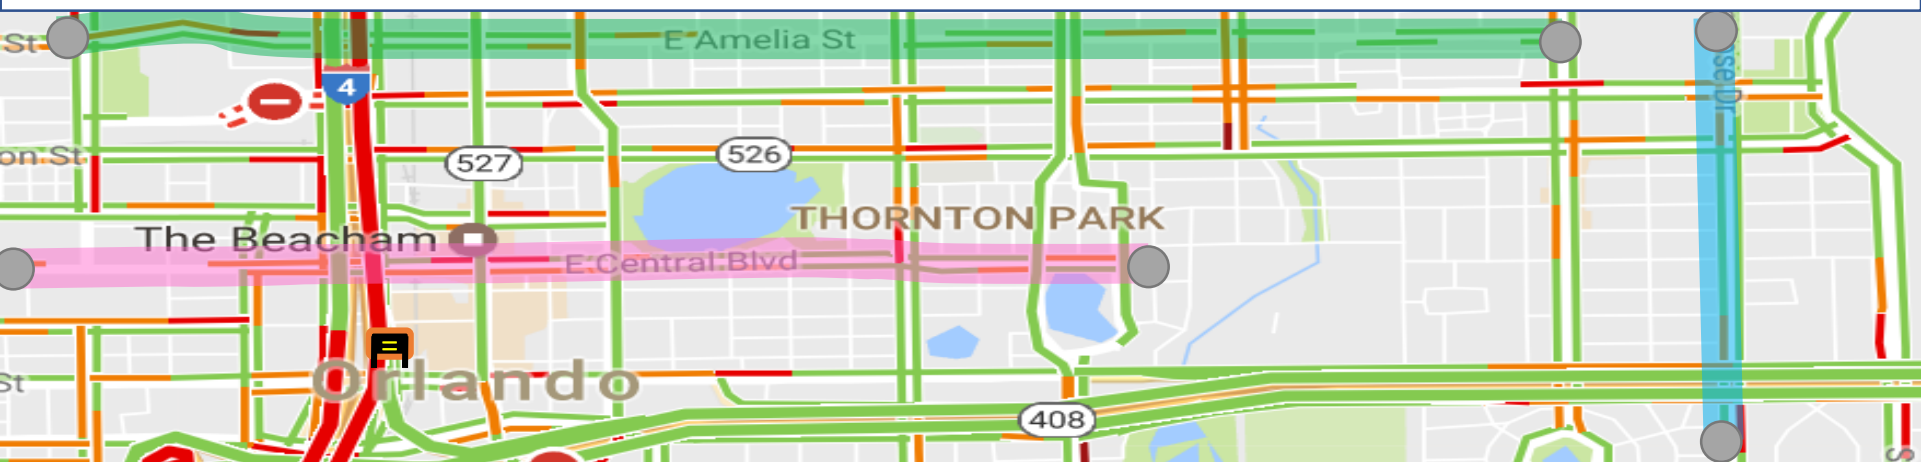 St
E Amelia St
4
on St
527
526
THORNTON PARK
The Beacham
E Central Blvd
Orlando
St
408